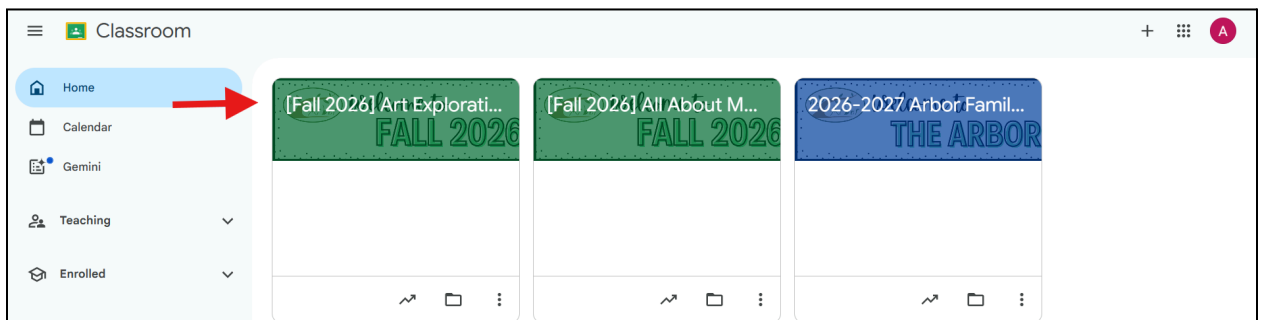 Classroom
A
Home
Calendar
Gemini
Teaching
Enrolled
[Fall 2026] Art Explorati...
FALL 2026
[Fall 2026] All About M...
FALL 2026
2026-2027 Arbor Famil...
THE ARBOR